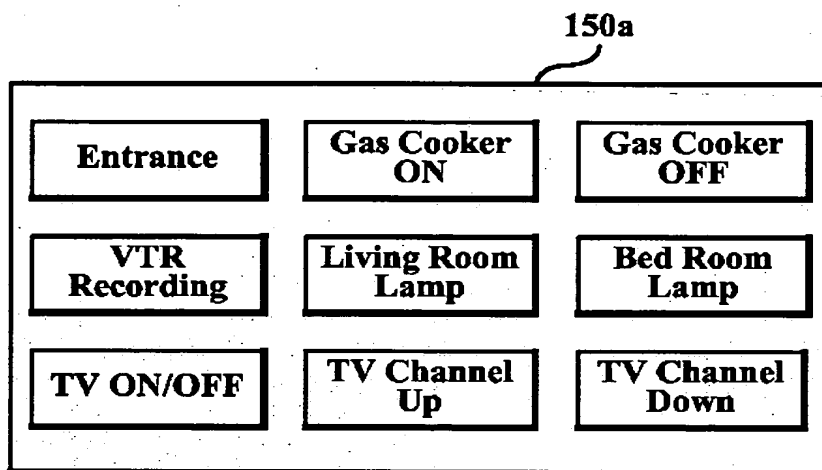 150a
Entrance
Gas Cooker
ON
Gas Cooker
OFF
VTR
Recording
Living Room
Lamp
Bed Room
Lamp
TV ON/OFF
TV Channel
Up
TV Channel
Down